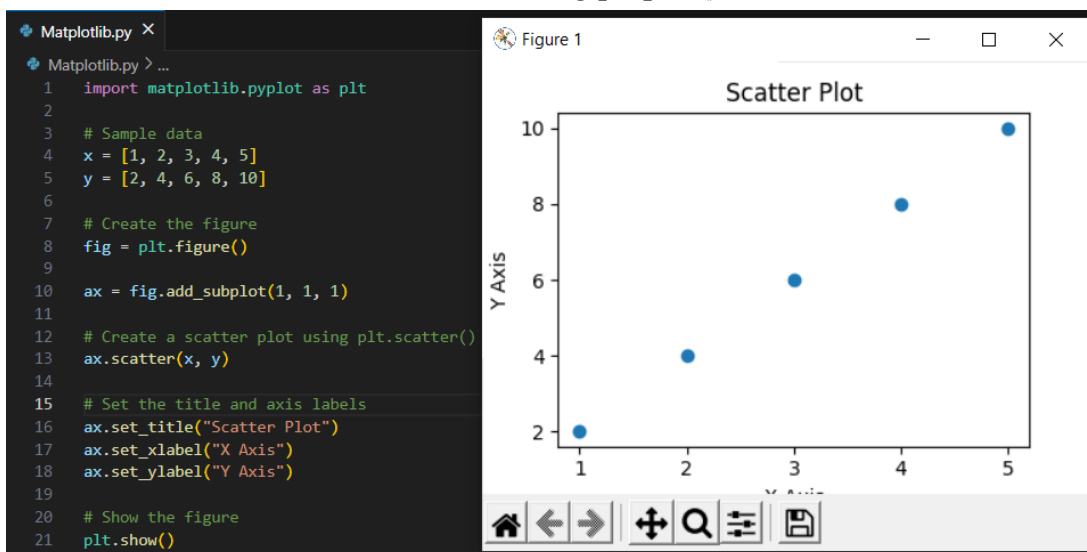 Matplotlib.py
Matplotlib.py > ...
1 import matplotlib.pyplot as plt
2
3 # Sample data
4 x = [1, 2, 3, 4, 5]
5 y = [2, 4, 6, 8, 10]
6
7 # Create the figure
8 fig = plt.figure()
9
10 ax = fig.add_subplot(1, 1, 1)
11
12 # Create a scatter plot using plt.scatter()
13 ax.scatter(x, y)
14
15 # Set the title and axis labels
16 ax.set_title("Scatter Plot")
17 ax.set_xlabel("X Axis")
18 ax.set_ylabel("Y Axis")
19
20 # Show the figure
21 plt.show()
Figure 1
Scatter Plot
10
8
6
4
2
Y Axis
1 2 3 4 5
X Axis